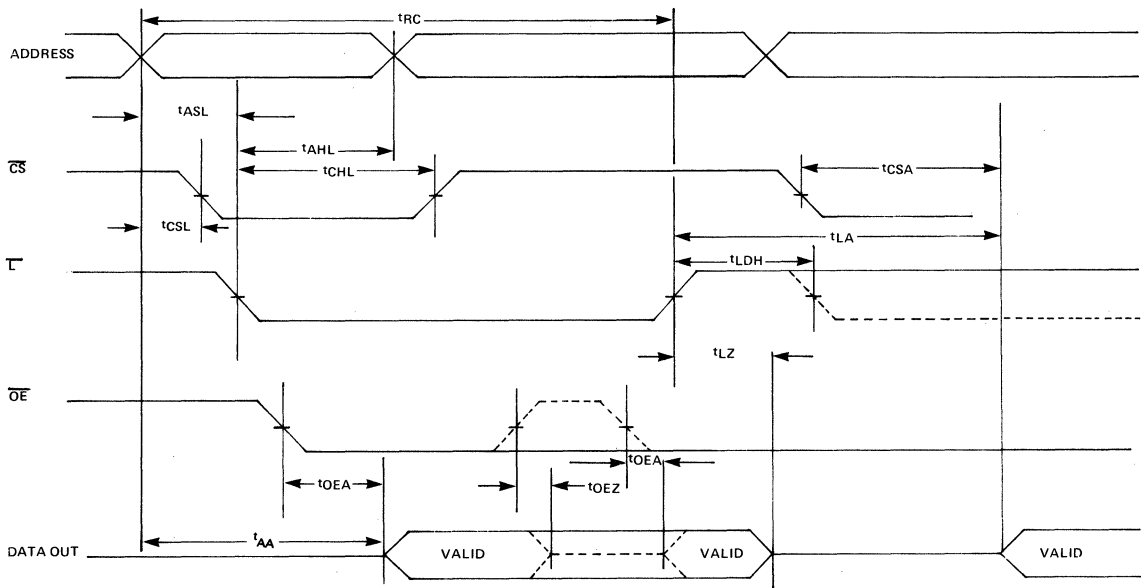 tRC
ADDRESS
tASL
tAHL
CS
tCHL
tCSA
tCSL
tLA
L
tLDH
tLZ
OE
tOEA
tOEA
tOEZ
tAA
DATA OUT
VALID
VALID
VALID